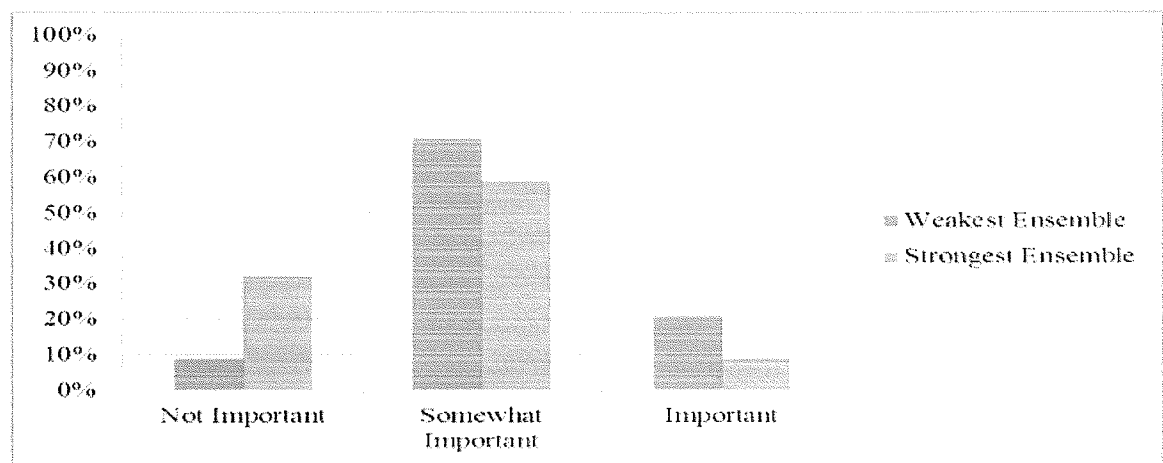 100%
90%
80%
70%
60%
50%
40%
30%
20%
10%
0%
Not Important
Somewhat
Important
Important
Weakest Ensemble
Strongest Ensemble